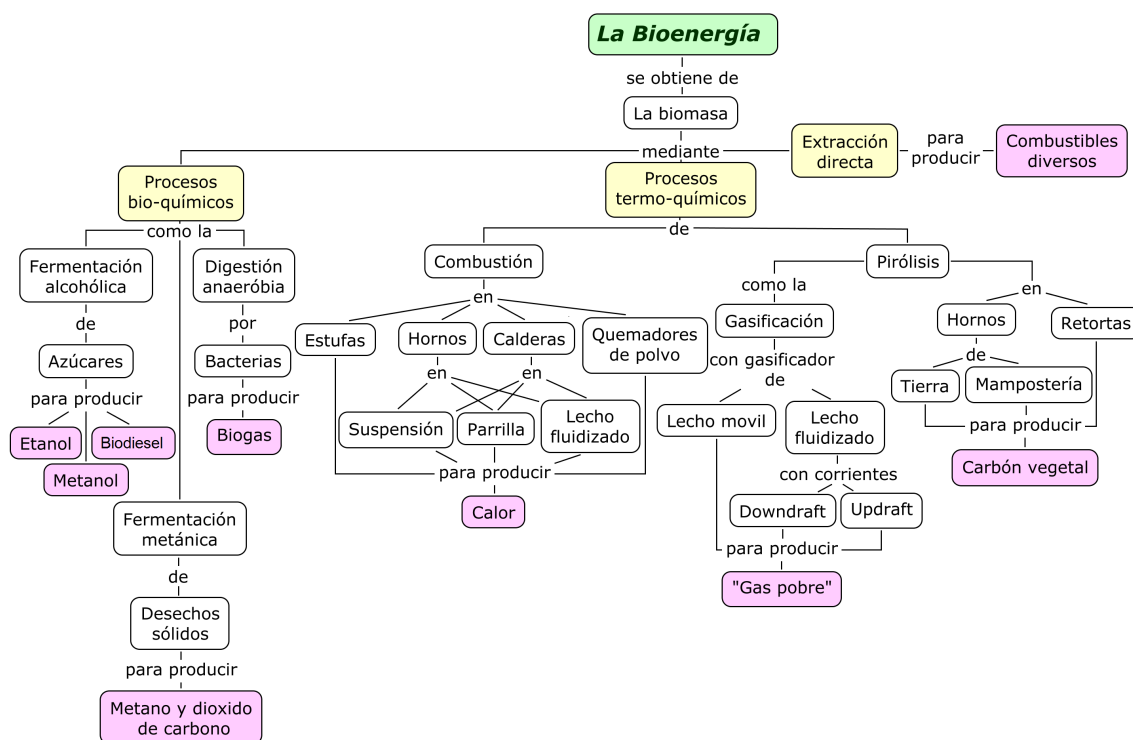 La Bioenergía
se obtiene de
La biomasa
mediante
Extracción
directa
para
producir
Combustibles
diversos
Procesos
bio-químicos
como la
Fermentación
alcohólica
de
Azúcares
para producir
Etanol
Biodiesel
Metanol
Digestión
anaeróbia
por
Bacterias
para producir
Biogas
Fermentación
metánica
de
Desechos
sólidos
para producir
Metano y dioxido
de carbono
Procesos
termo-químicos
de
Combustión
en
Estufas
Hornos
Calderas
Quemadores
de polvo
en
en
Suspensión
Parrilla
Lecho
fluidizado
para producir
Calor
Pirólisis
como la
Gasificación
con gasificador
de
Lecho movil
Lecho
fluidizado
con corrientes
Downdraft
Updraft
para producir
"Gas pobre"
en
Hornos
Retortas
de
Tierra
Mampostería
para producir
Carbón vegetal